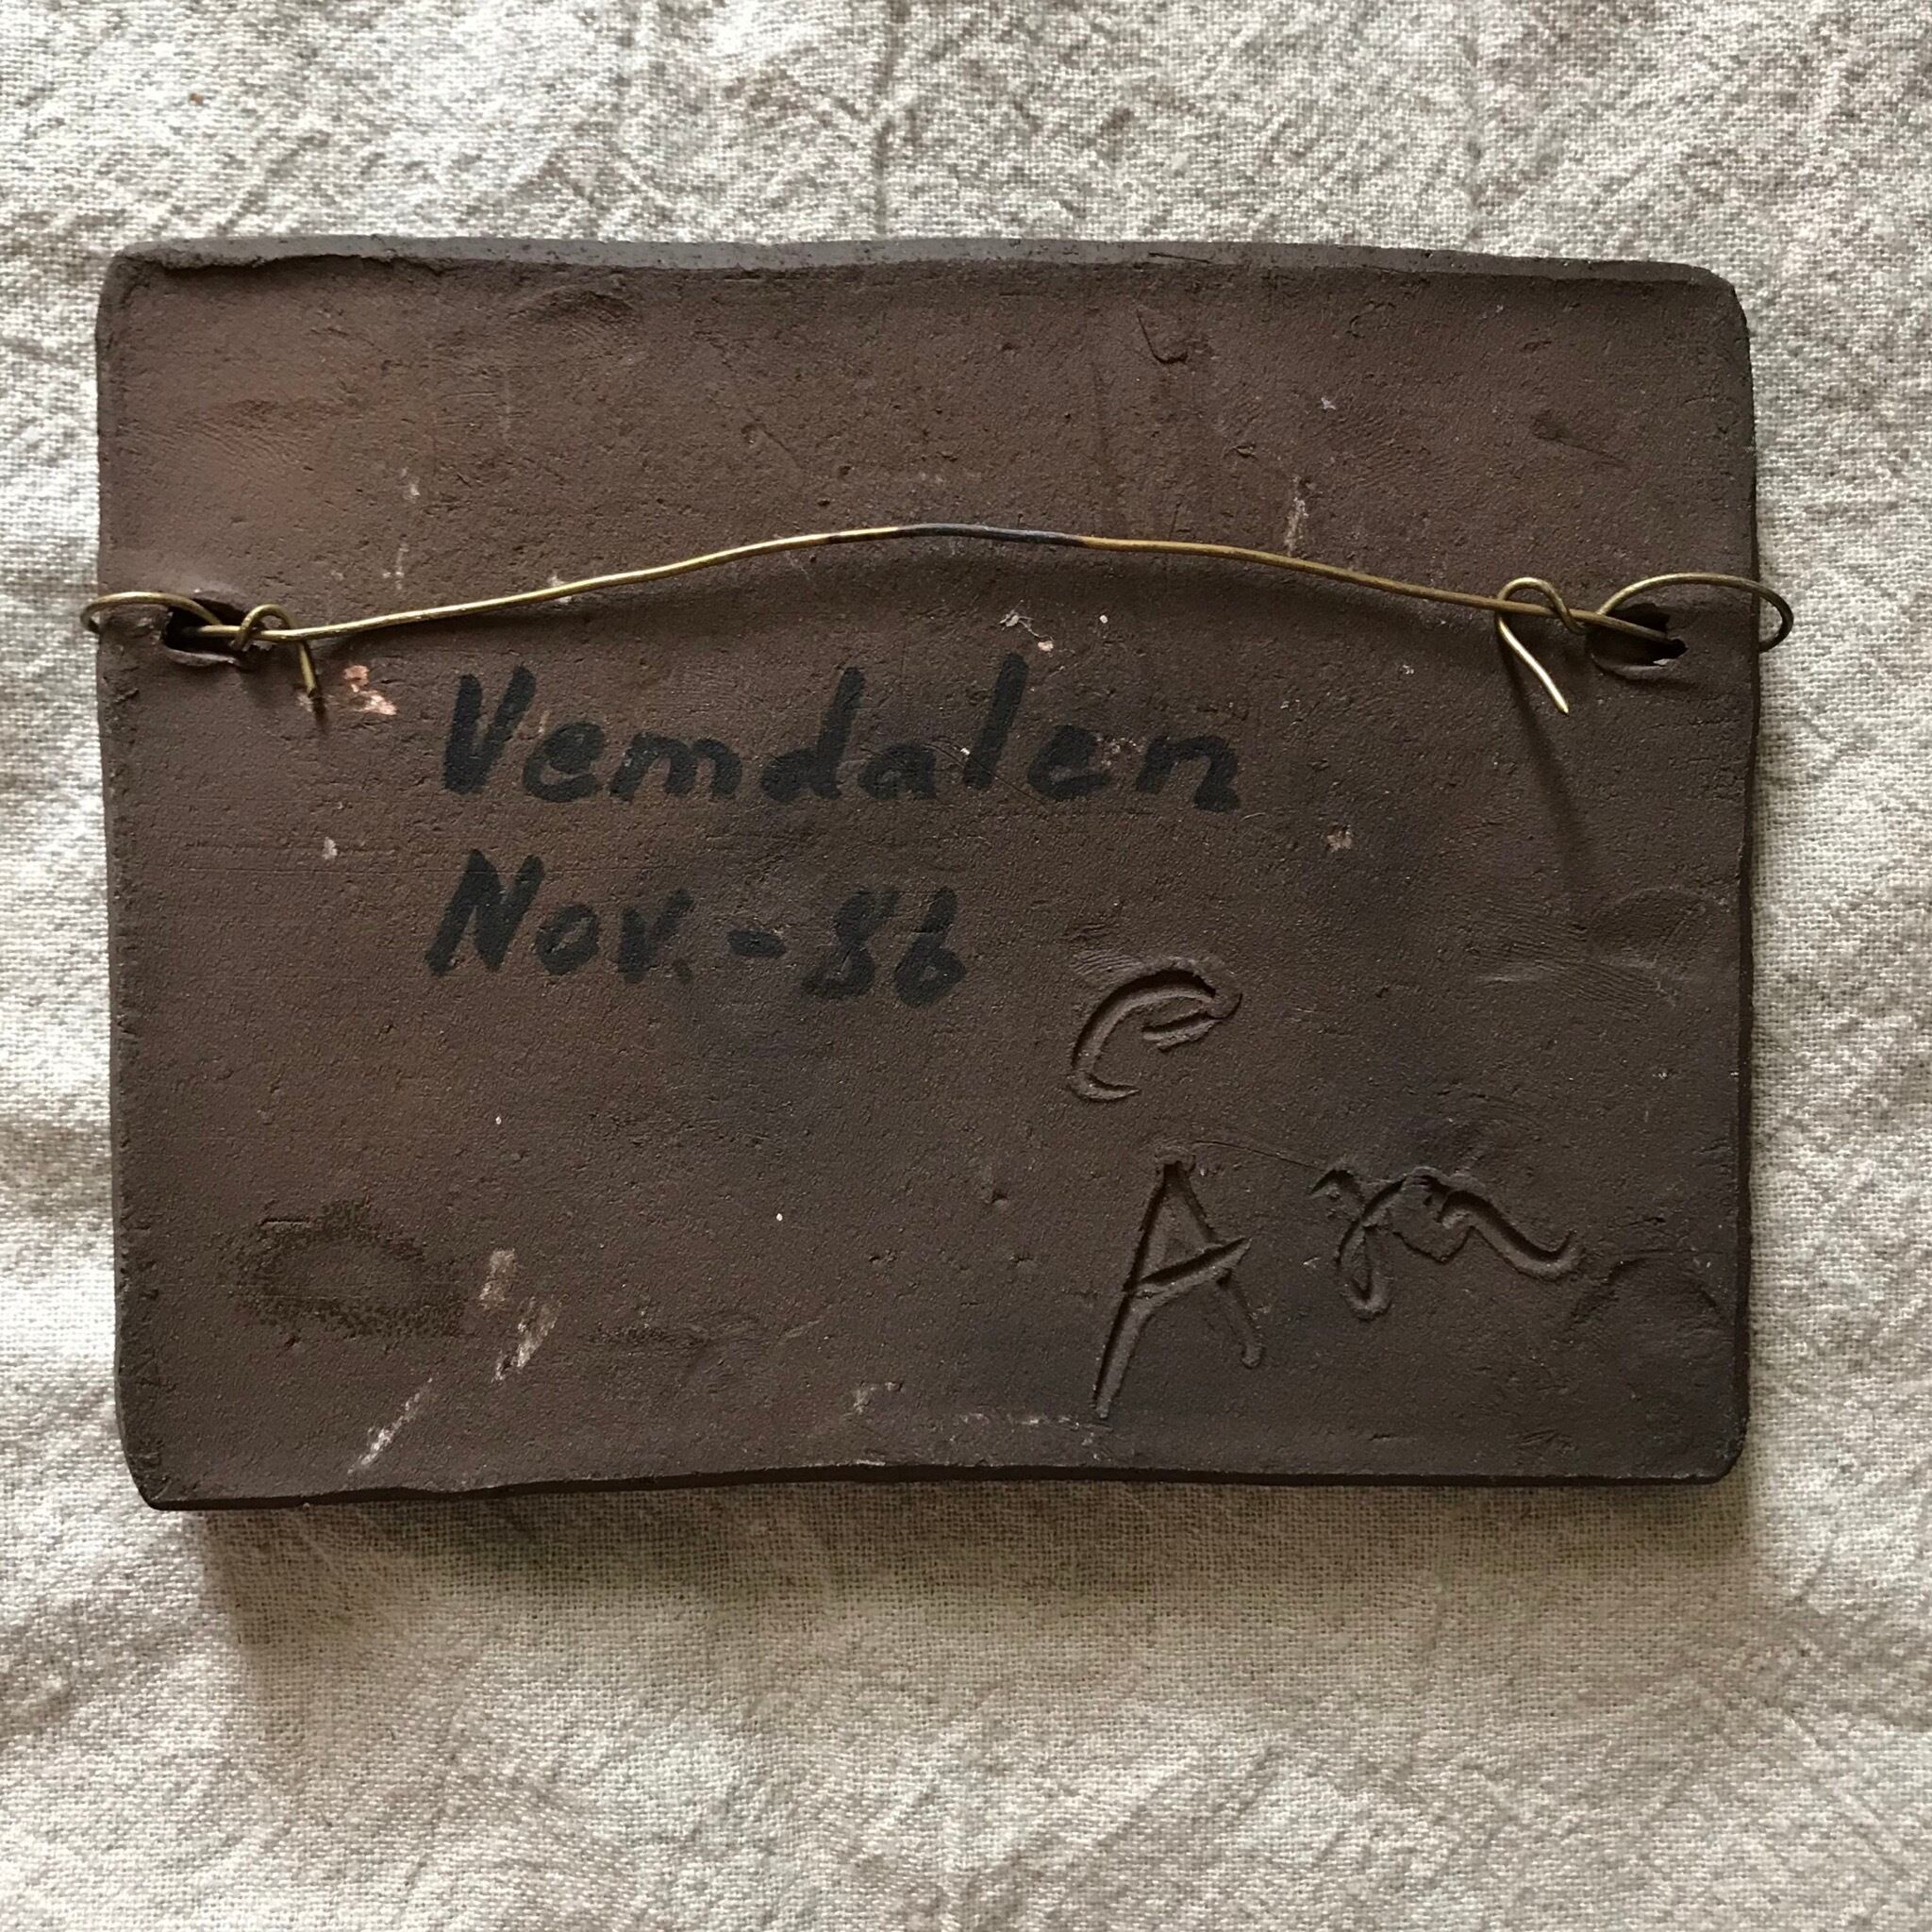 Vemdalen
Nov. - 86
C
A